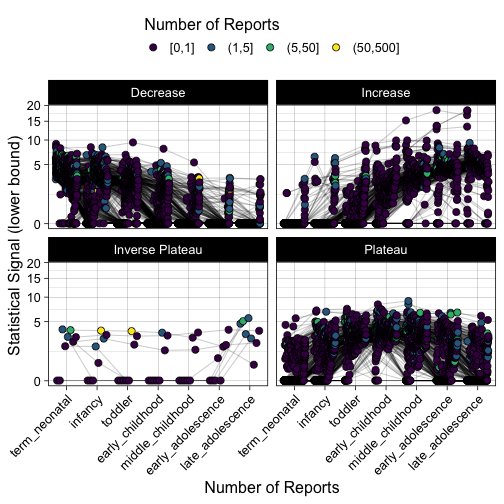 Number of Reports
[0,1] (1,5] (5,50] (50,500]
Decrease
Increase
20
15
10
5
0
Inverse Plateau
Plateau
20
15
10
5
0
Statistical Signal (lower bound)
term_neonatal
infancy
toddler
early_childhood
middle_childhood
early_adolescence
late_adolescence
term_neonatal
infancy
toddler
early_childhood
middle_childhood
early_adolescence
late_adolescence
Number of Reports